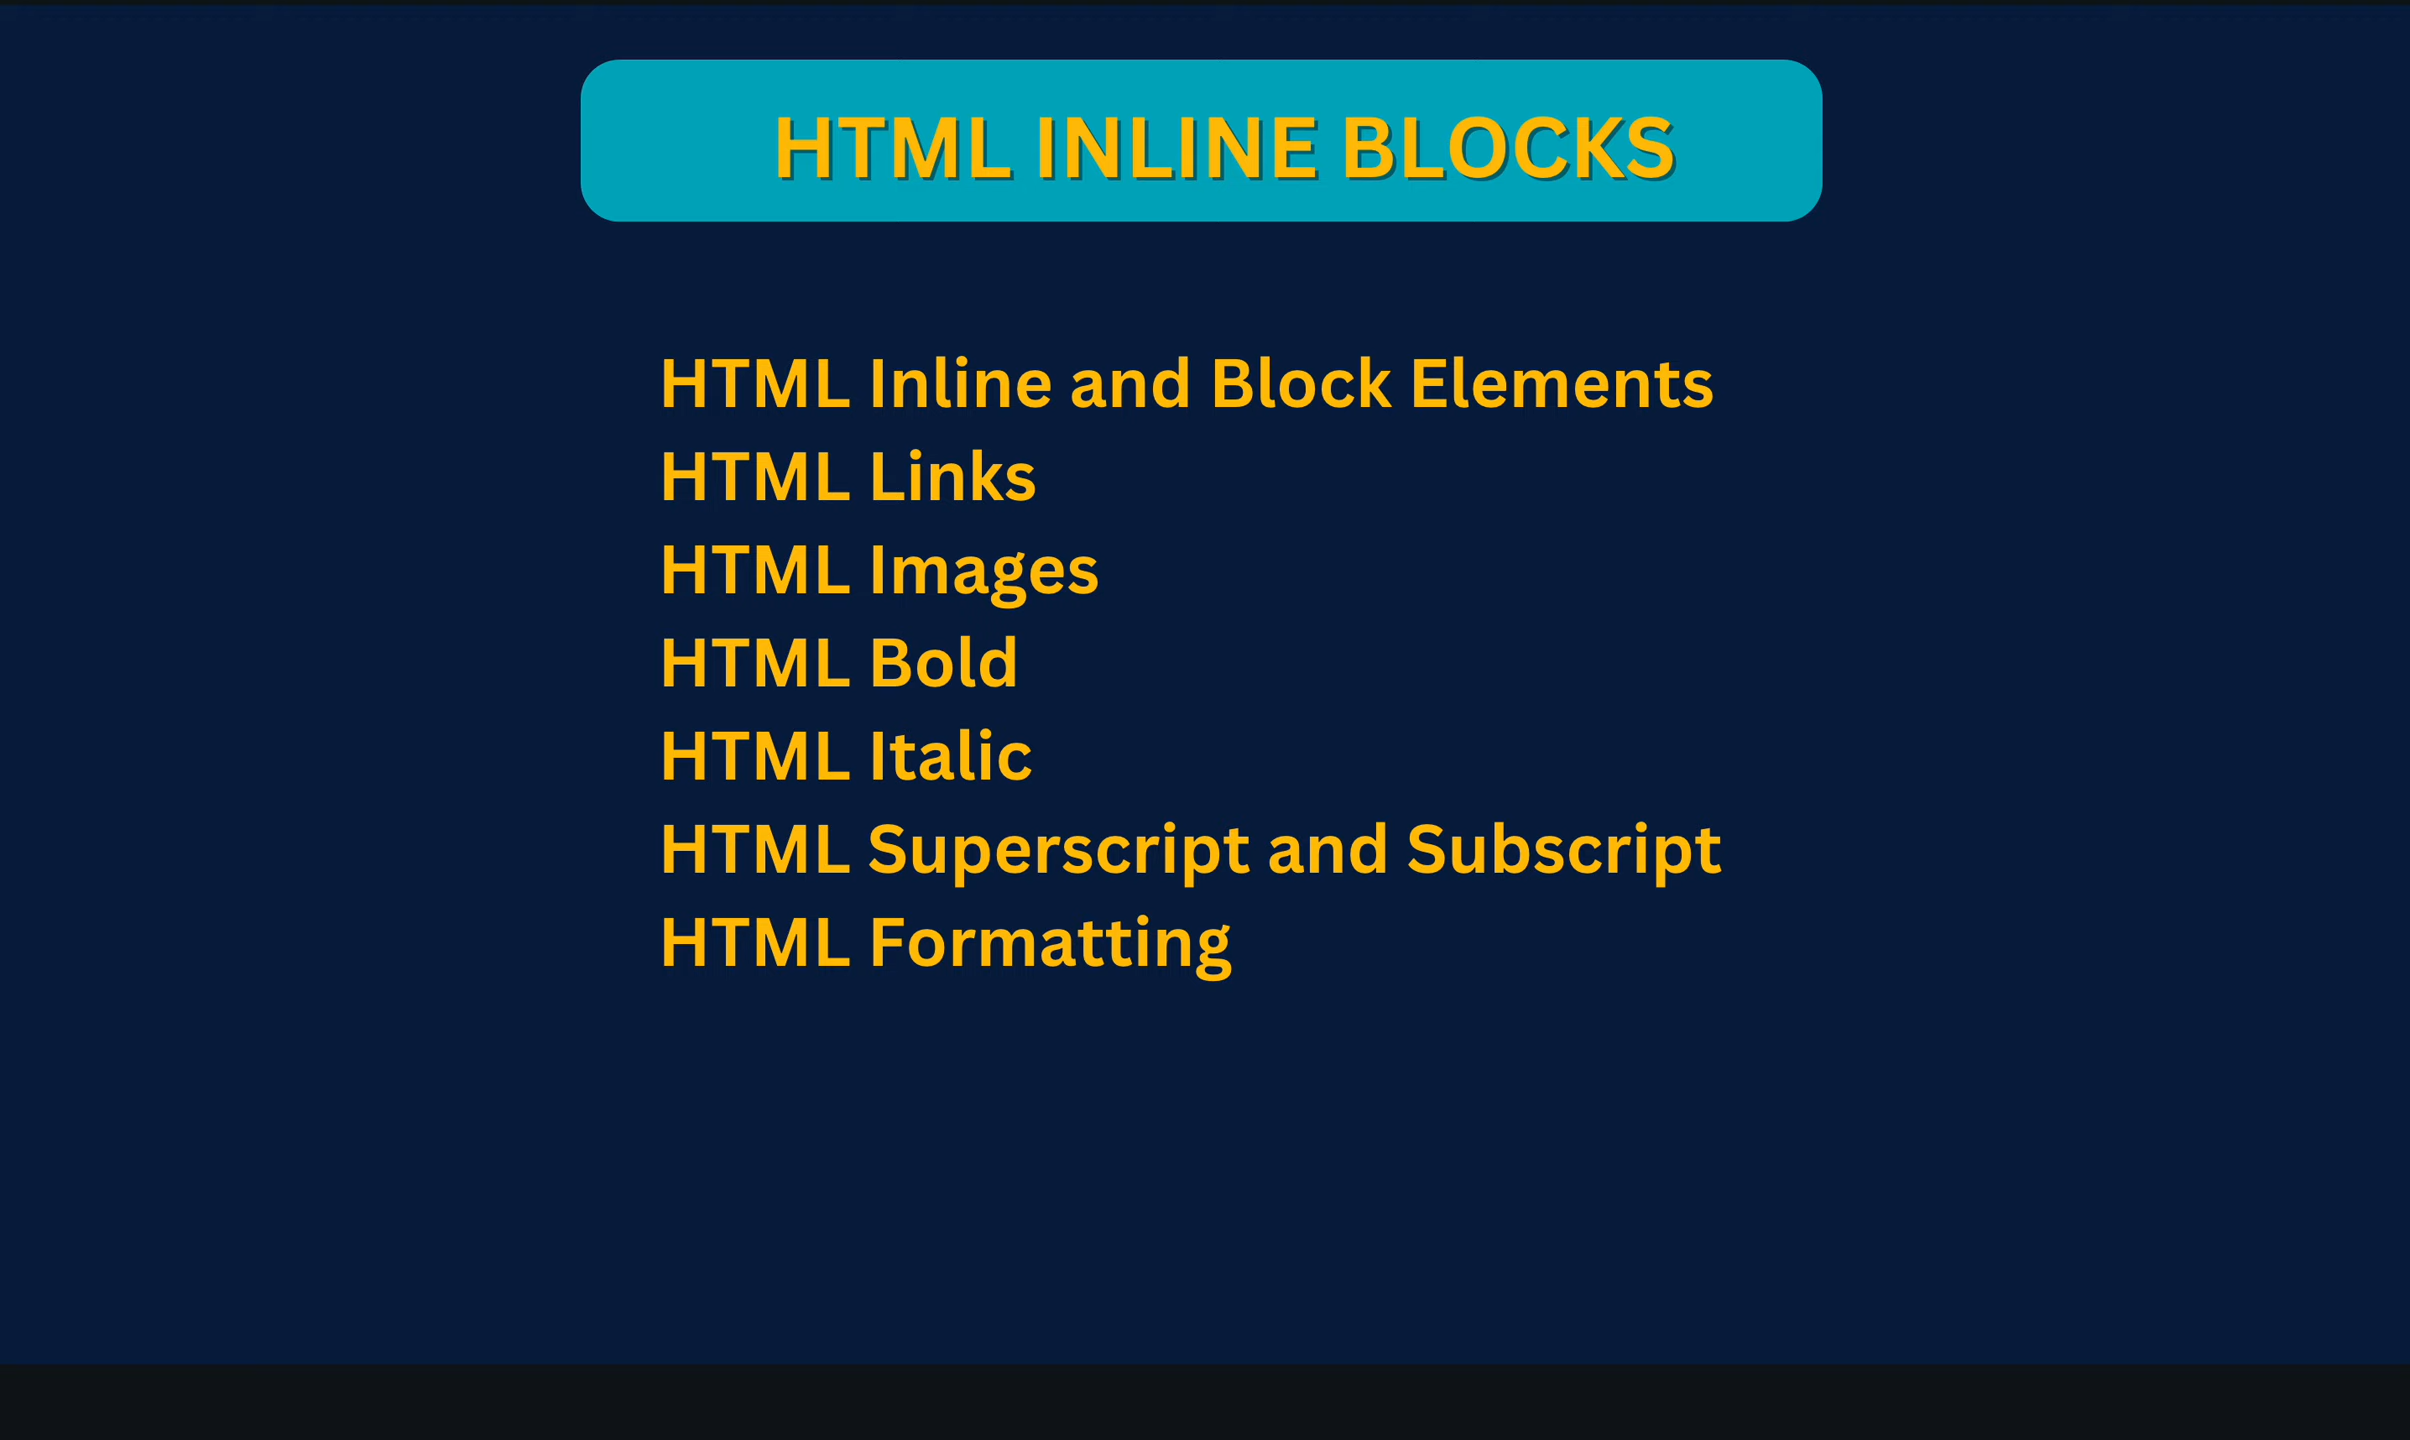 HTML INLINE BLOCKS
HTML Inline and Block Elements
HTML Links
HTML Images
HTML Bold
HTML Italic
HTML Superscript and Subscript
HTML Formatting